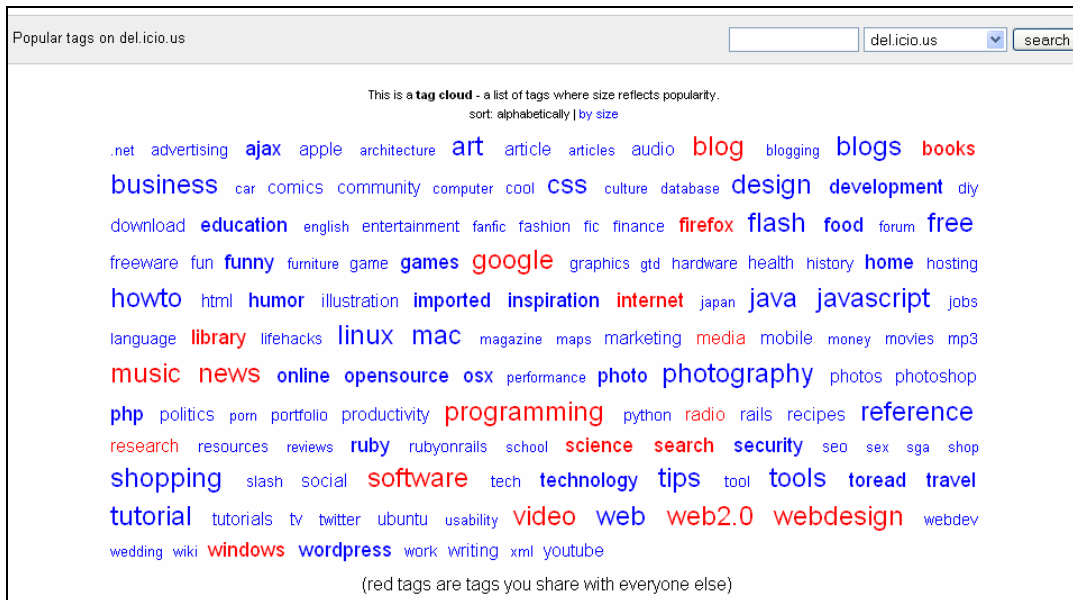 Popular tags on del.icio.us del.icio.us search
This is a tag cloud - a list of tags where size reflects popularity.
sort: alphabetically | by size
.net advertising ajax apple architecture art article articles audio blog blogging blogs books
business car comics community computer cool css culture database design development diy
download education english entertainment fanfic fashion fic finance firefox flash food forum free
freeware fun funny furniture game games google graphics gtd hardware health history home hosting
howto html humor illustration imported inspiration internet japan java javascript jobs
language library lifehacks linux mac magazine maps marketing media mobile money movies mp3
music news online opensource osx performance photo photography photos photoshop
php politics porn portfolio productivity programming python radio rails recipes reference
research resources reviews ruby rubyonrails school science search security seo sex sga shop
shopping slash social software tech technology tips tool tools toread travel
tutorial tutorials tv twitter ubuntu usability video web web2.0 webdesign webdev
wedding wiki windows wordpress work writing xml youtube
(red tags are tags you share with everyone else)